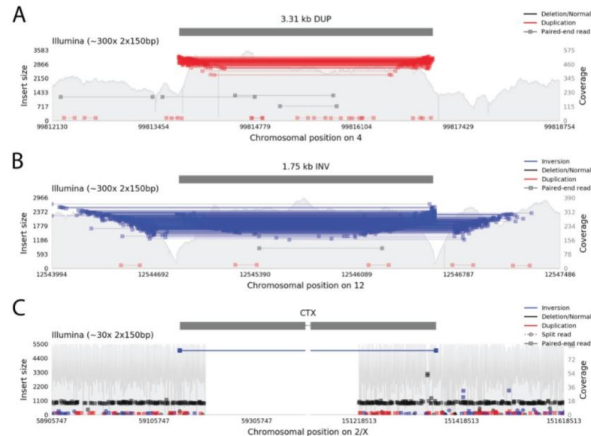 A
3.31 kb DUP
Illumina (~300x 2x150bp)
Deletion/Normal
Duplication
Paired-end read
Insert size
3583
2866
2150
1433
717
0
Coverage
575
460
345
230
115
0
99812130 99813454 99814779 99816104 99817429 99818754
Chromosomal position on 4
B
1.75 kb INV
Illumina (~300x 2x150bp)
Inversion
Deletion/Normal
Duplication
Paired-end read
Insert size
2966
2372
1779
1186
593
0
Coverage
390
312
234
156
78
0
12543994 12544692 12545390 12546089 12546787 12547486
Chromosomal position on 12
C
CTX
Illumina (~30x 2x150bp)
Inversion
Deletion/Normal
Duplication
Split read
Paired-end read
Insert size
5500
4400
3300
2200
1100
0
Coverage
90
72
54
36
18
0
58905747 59105747 59305747 151218513 151418513 151618513
Chromosomal position on 2/X